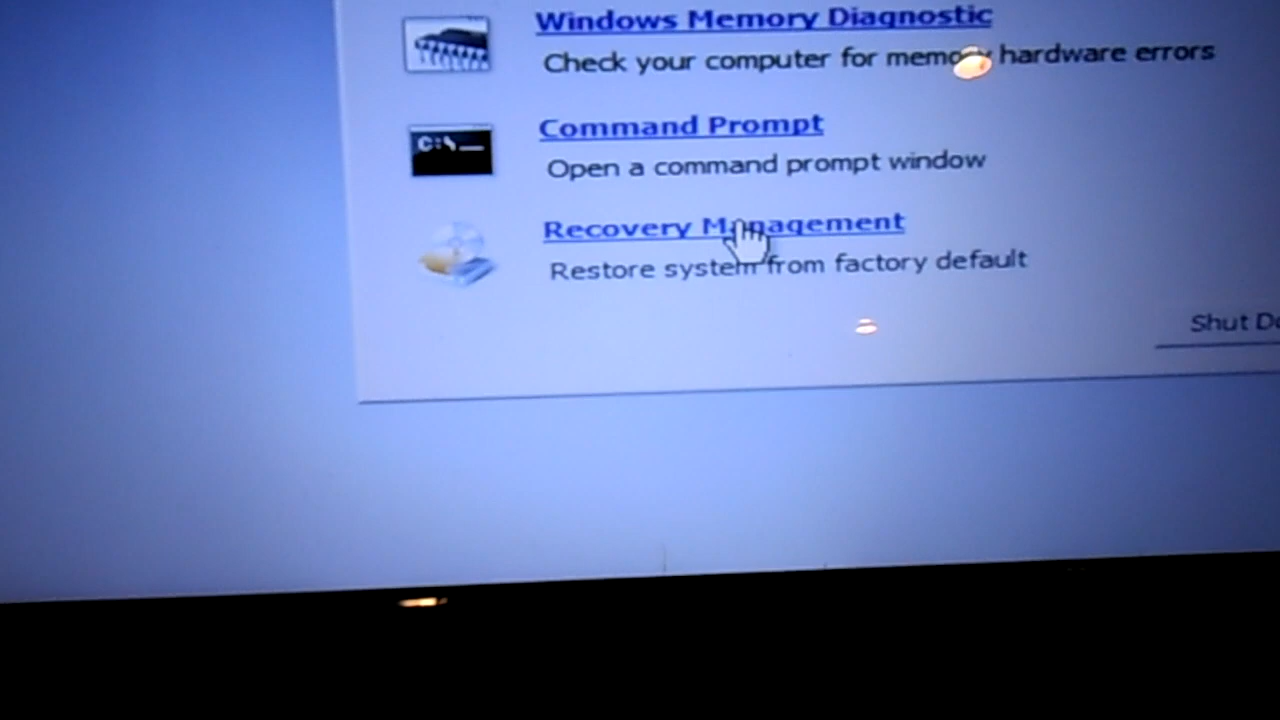 Windows Memory Diagnostic
Check your computer for memory hardware errors
C:\_
Command Prompt
Open a command prompt window
Recovery Management
Restore system from factory default
Shut